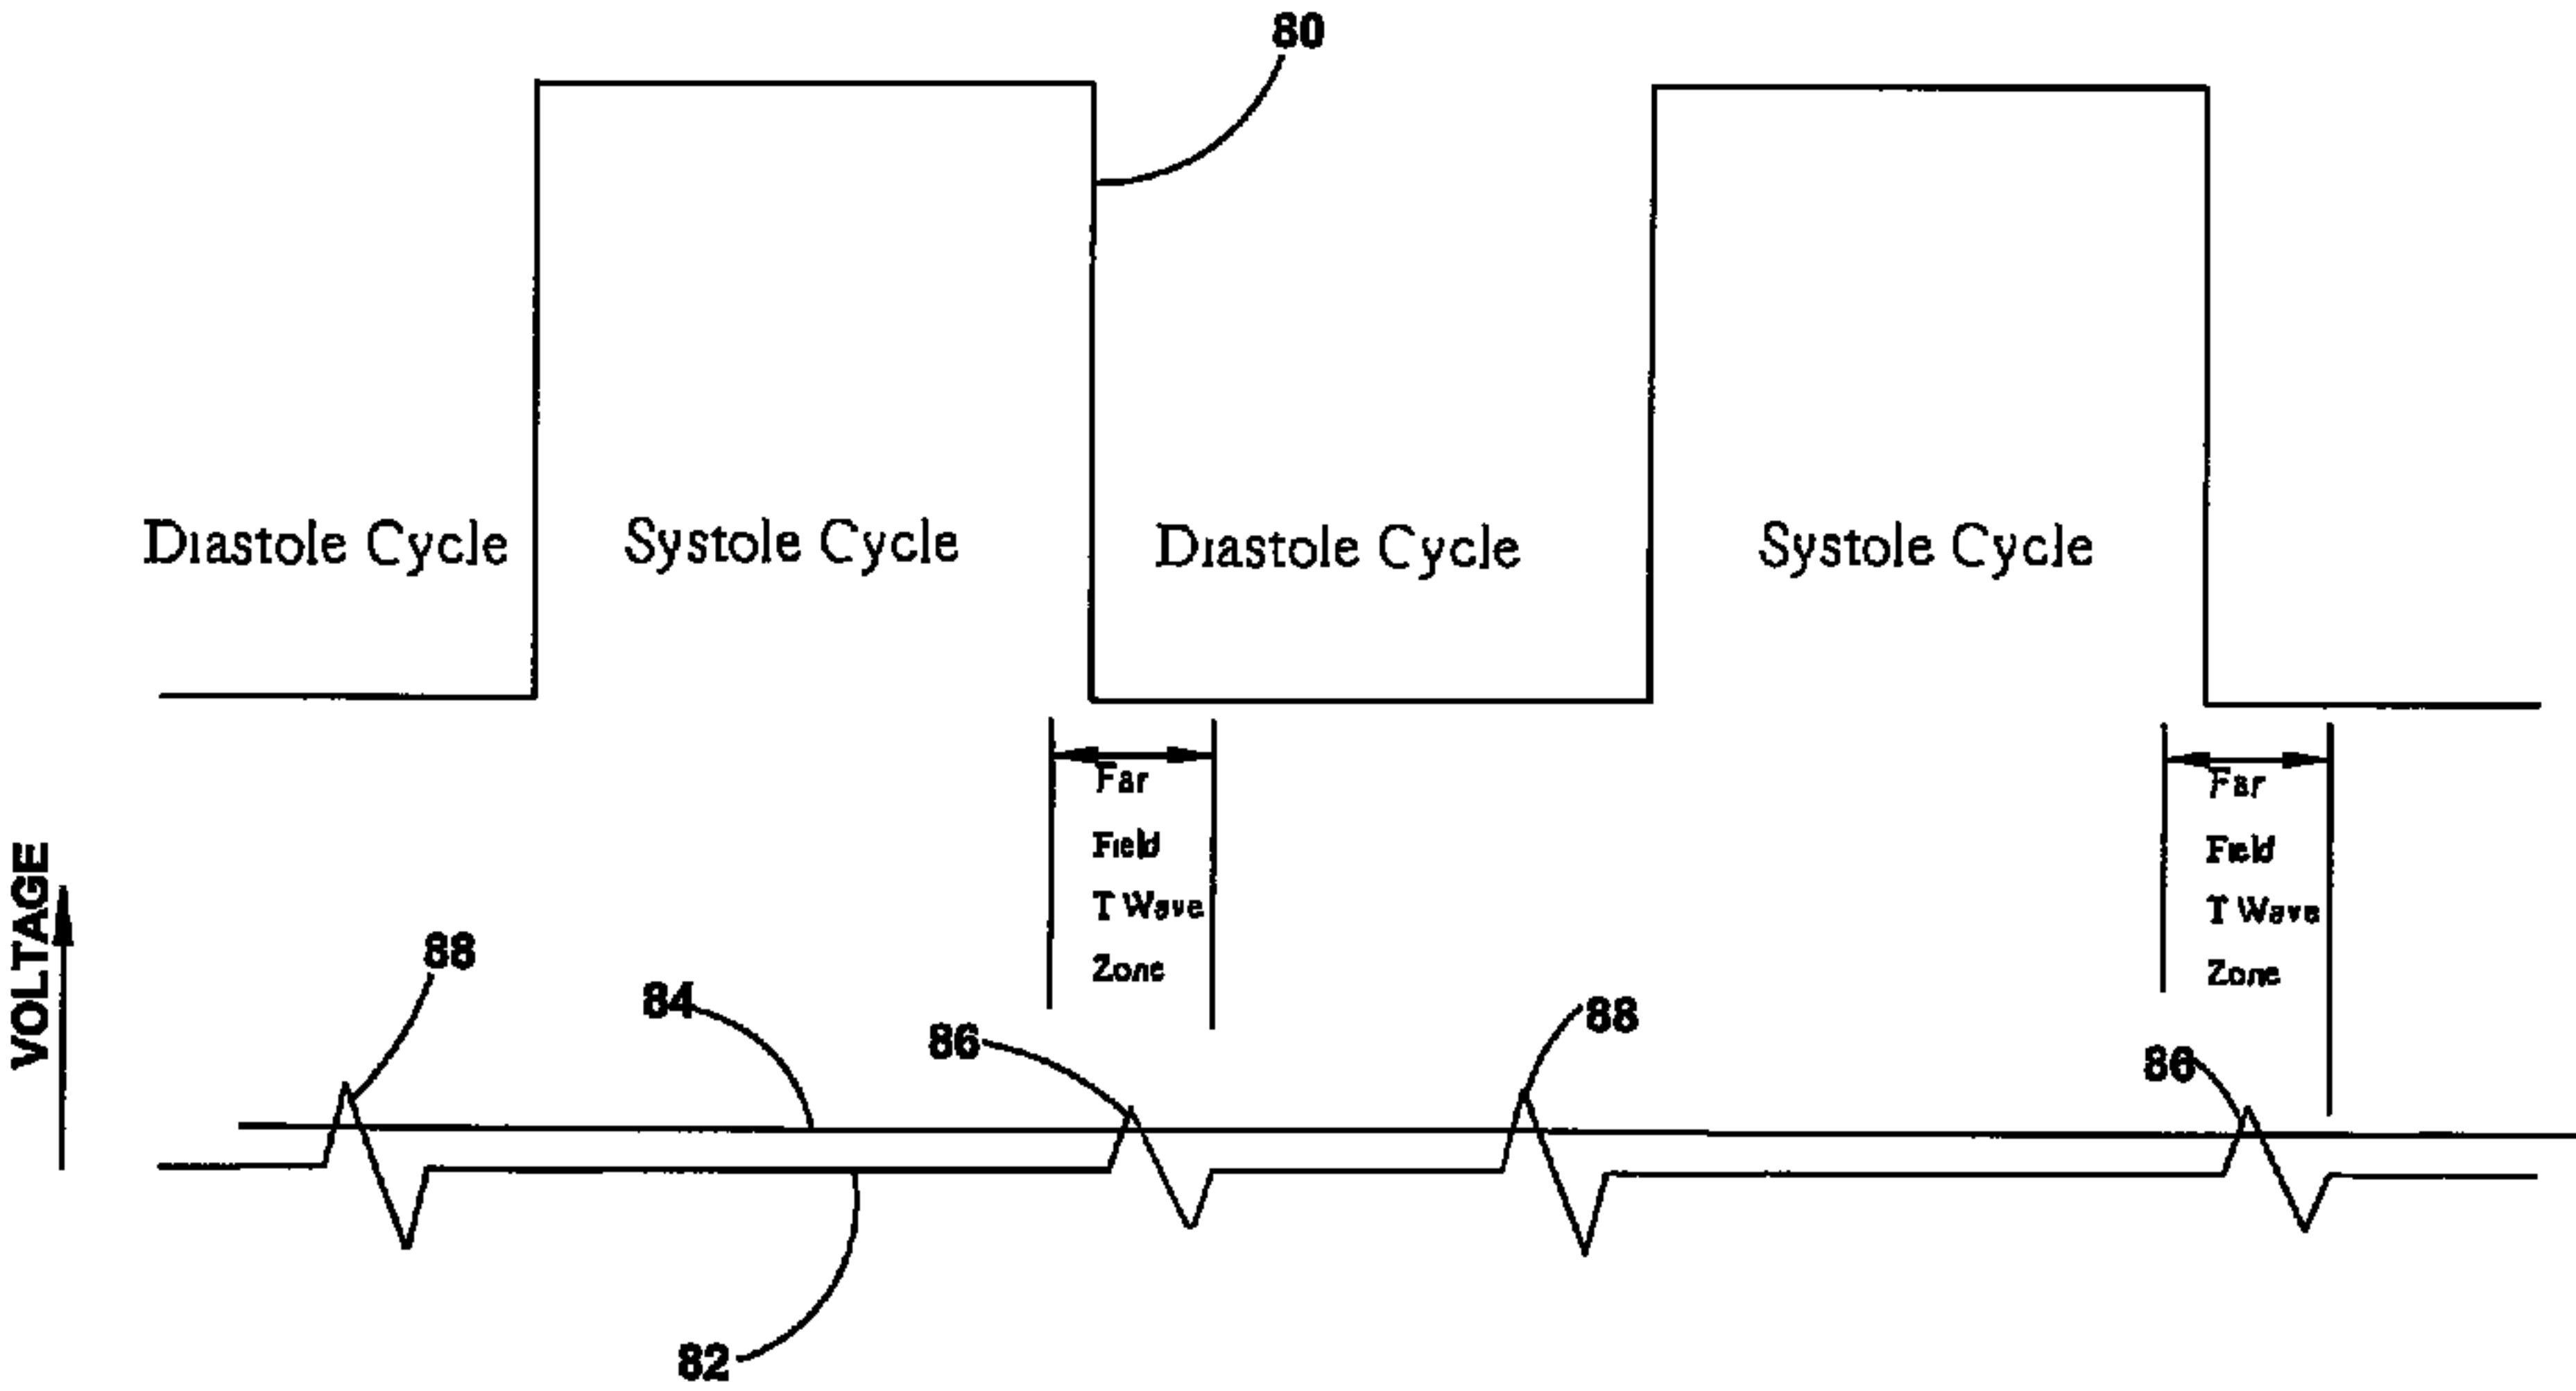 80
Diastole Cycle
Systole Cycle
Diastole Cycle
Systole Cycle
Far
Field
T Wave
Zone
Far
Field
T Wave
Zone
VOLTAGE
88
84
86
88
86
82